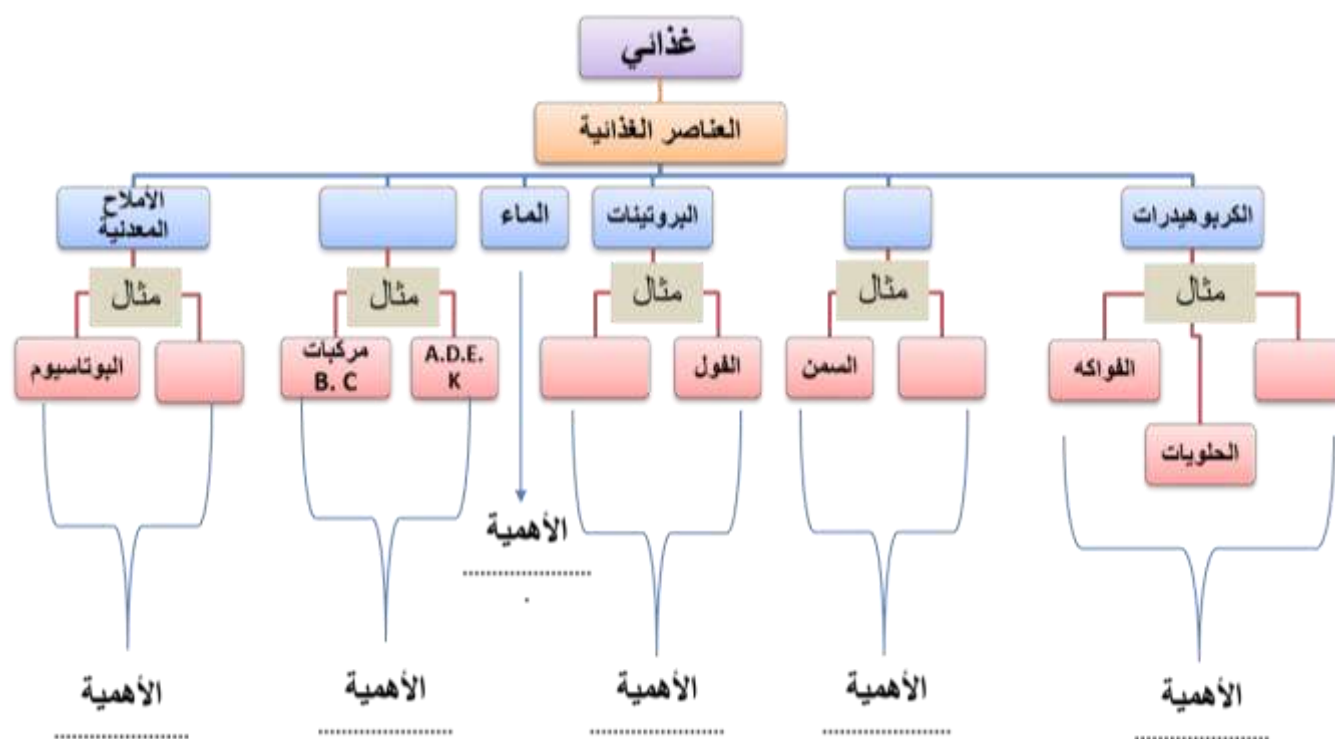 غذائي
العناصر الغذائية
الكربوهيدرات
البروتينات
الماء
الأملاح
المعدنية
مثال
مثال
مثال
مثال
مثال
الفواكه
الحلويات
السمن
الفول
A.D.E.
K
مركبات
B. C
البوتاسيوم
الأهمية
................
.
الأهمية
................
الأهمية
................
الأهمية
................
الأهمية
................
الأهمية
................